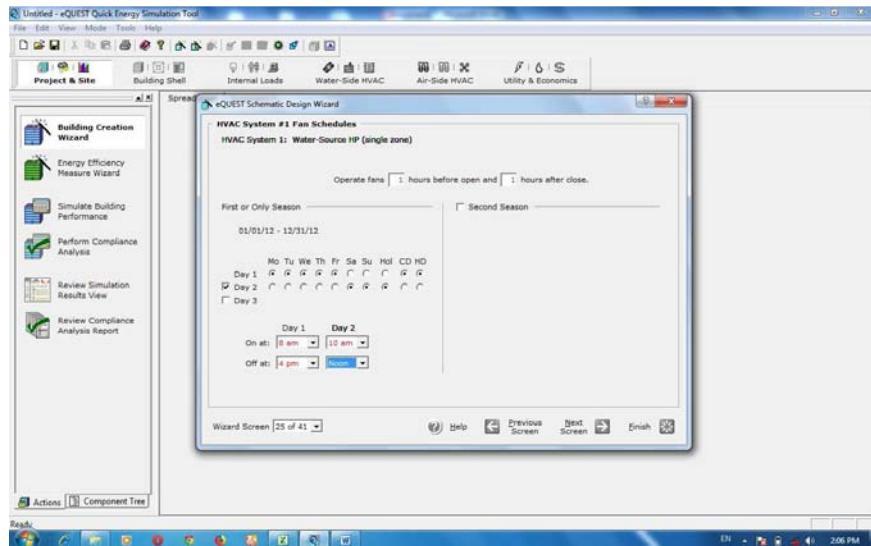 Untitled - eQUEST Quick Energy Simulation Tool
File Edit View Mode Tools Help
Project & Site Building Shell Internal Loads Water-Side HVAC Air-Side HVAC Utility & Economics
Spread
Building Creation
Wizard
Energy Efficiency
Measure Wizard
Simulate Building
Performance
Perform Compliance
Analysis
Review Simulation
Results View
Review Compliance
Analysis Report
Actions Component Tree
eQUEST Schematic Design Wizard
HVAC System #1 Fan Schedules
HVAC System 1: Water-Source HP (single zone)
Operate fans 1 hours before open and 1 hours after close.
First or Only Season
Second Season
01/01/12 - 12/31/12
Mo Tu We Th Fr Sa Su Hol CD HD
Day 1
Day 2
Day 3
Day 1 Day 2
On at: 8 am 10 am
Off at: 4 pm Noon
Wizard Screen 25 of 41
Help
Previous
Screen
Next
Screen
Finish
Ready
EN 2:06 PM